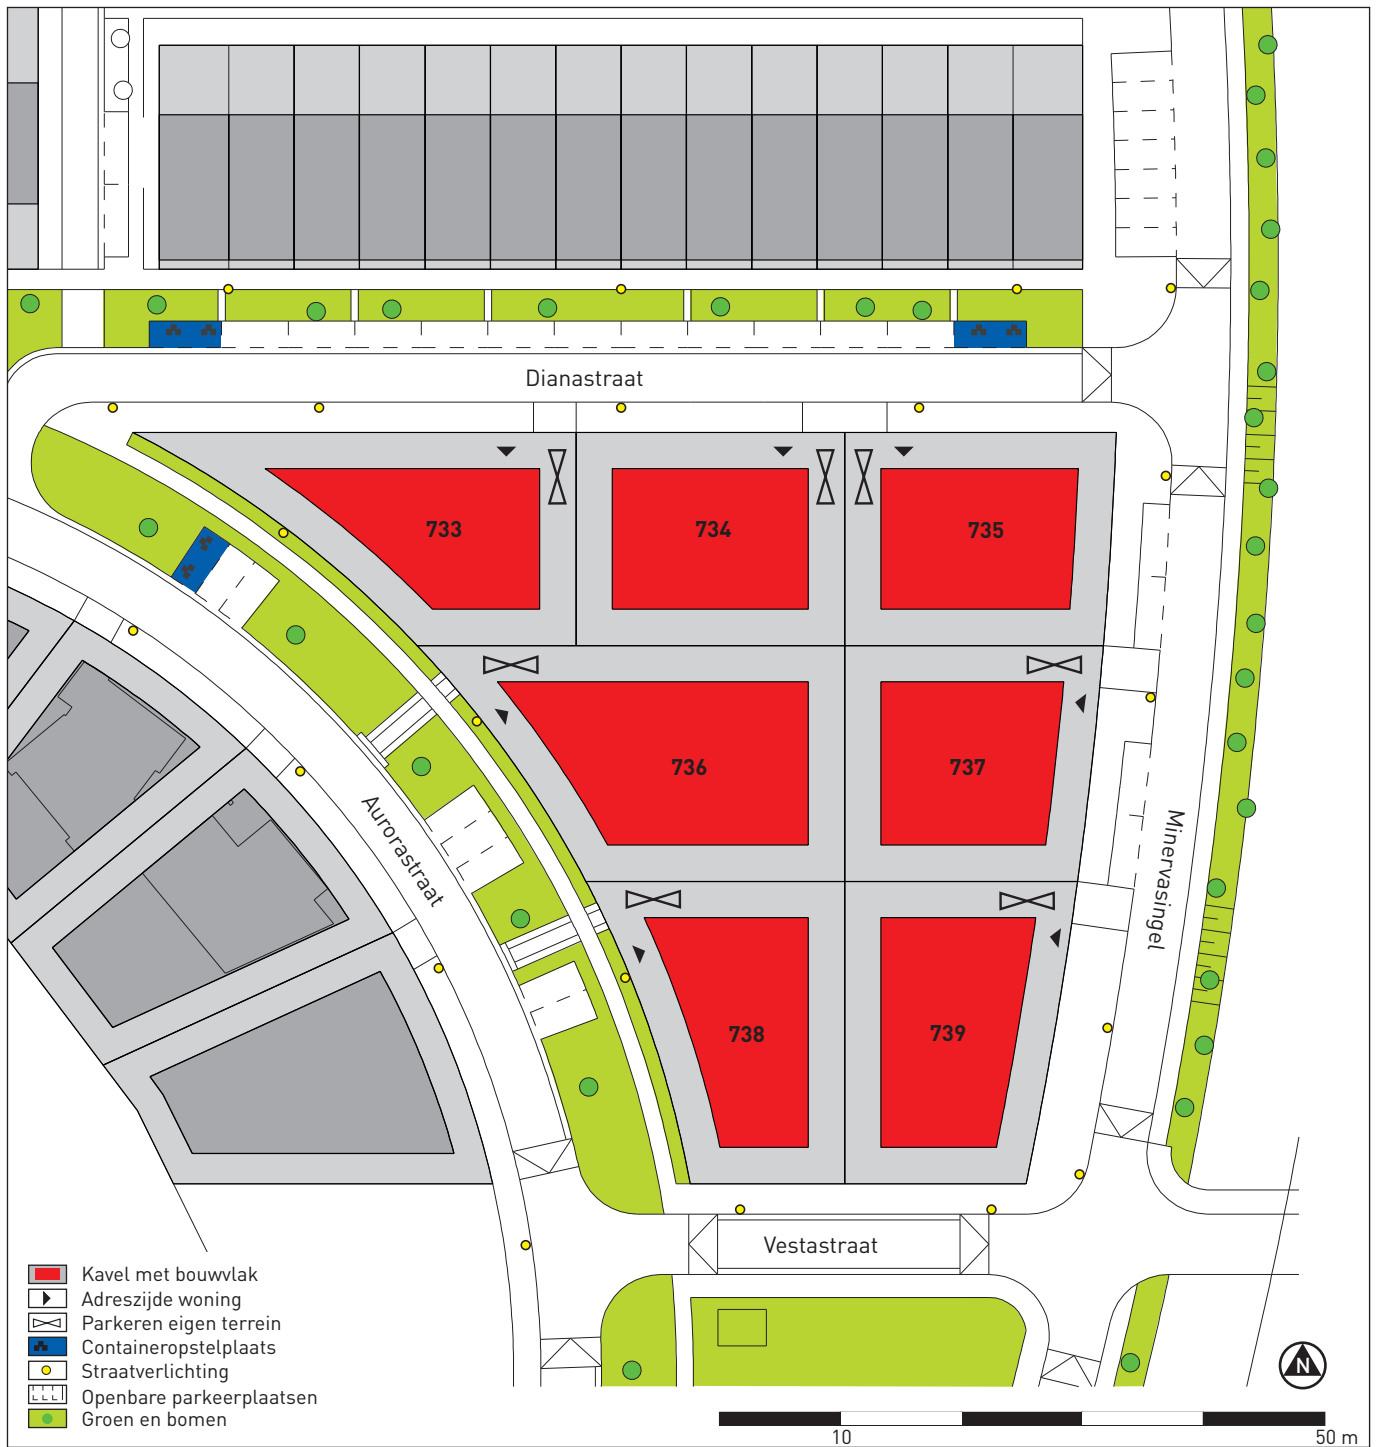 Dianastraat
733
734
735
736
737
Aurorastraat
Minervasingel
738
739
Vestastraat
Kavel met bouwvlak
Adreszijde woning
Parkeren eigen terrein
Containeropstelplaats
Straatverlichting
Openbare parkeerplaatsen
Groen en bomen
N
10
50 m